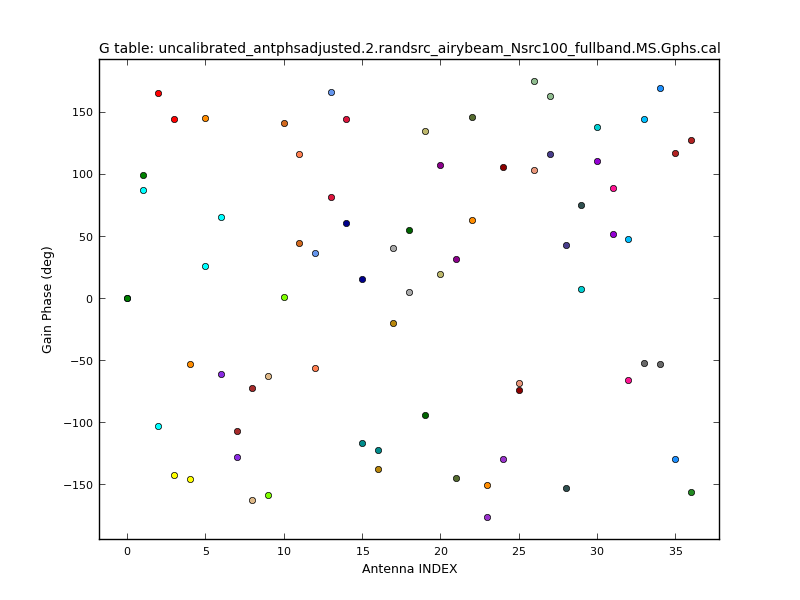 G table: uncalibrated_antphsadjusted.2.randsrc_airybeam_Nsrc100_fullband.MS.Gphs.cal
150
100
50
0
−50
−100
−150
Gain Phase (deg)
0 5 10 15 20 25 30 35
Antenna INDEX